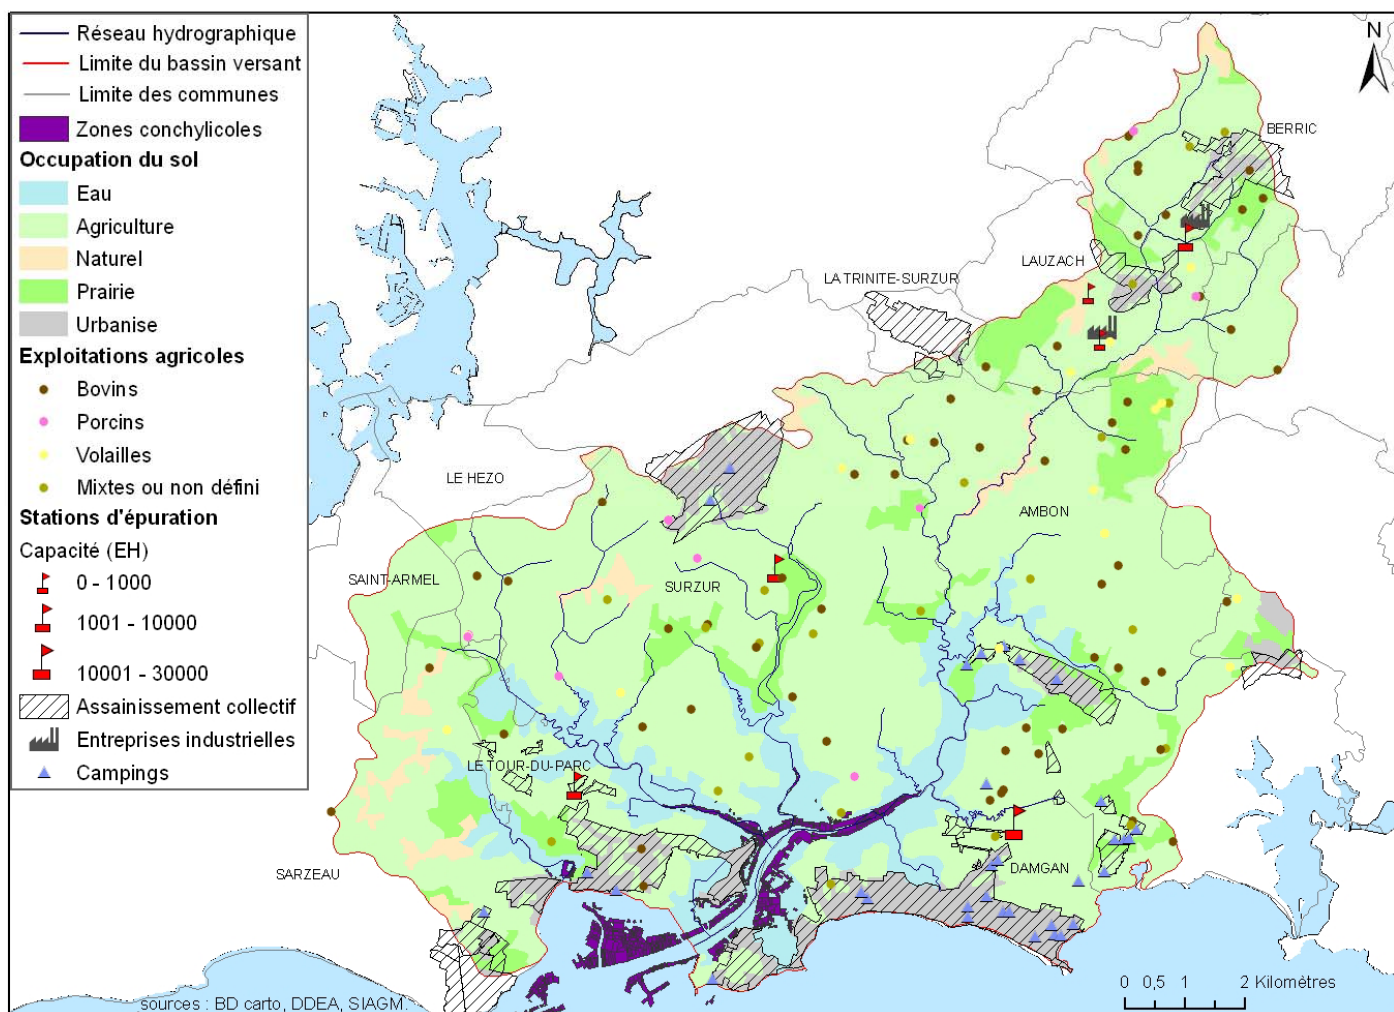 Réseau hydrographique
Limite du bassin versant
Limite des communes
Zones conchylicoles
Occupation du sol
Eau
Agriculture
Naturel
Prairie
Urbanise
Exploitations agricoles
Bovins
Porcins
Volailles
Mixtes ou non défini
Stations d'épuration
Capacité (EH)
0 - 1000
1001 - 10000
10001 - 30000
Assainissement collectif
Entreprises industrielles
Campings
N
BERRIC
LAUZACH
LA TRINITE-SURZUR
LE HEZO
AMBON
SAINT-ARMEL
SURZUR
LE TOUR-DU-PARC
DAMGAN
SARZEAU
0 0,5 1 2 Kilomètres
sources : BD carto, DDEA, SIAGM.